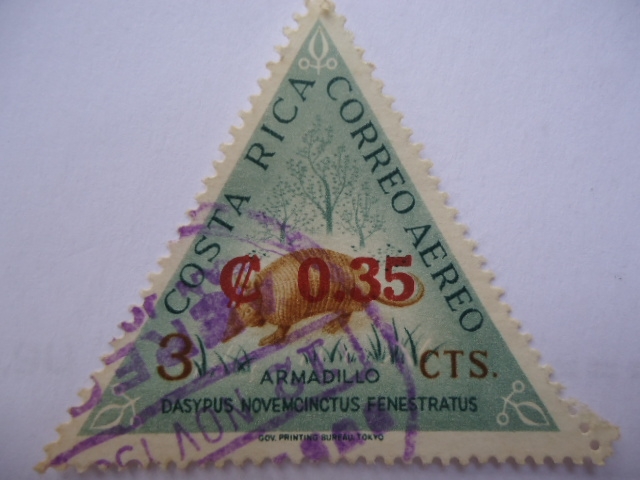 COSTA RICA
CORREO AEREO
₡ 0.35
3 CTS.
ARMADILLO
DASYPUS NOVEMCINCTUS FENESTRATUS
GOV. PRINTING BUREAU, TOKYO